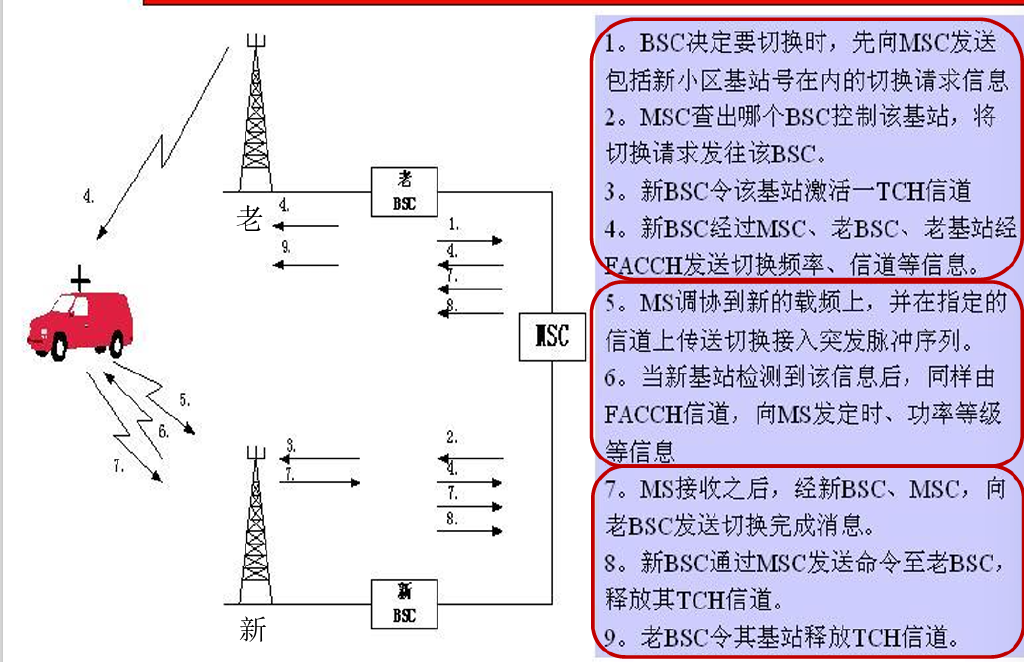 4.
老
老
BSC
4.
9.
1.
4.
7.
8.
MSC
5.
6.
7.
3.
7.
2.
4.
7.
8.
新
新
BSC
1。BSC决定要切换时，先向MSC发送
包括新小区基站号在内的切换请求信息
2。MSC查出哪个BSC控制该基站，将
切换请求发往该BSC。
3。新BSC令该基站激活一TCH信道
4。新BSC经过MSC、老BSC、老基站经
FACCH发送切换频率、信道等信息。
5。MS调协到新的载频上，并在指定的
信道上传送切换接入突发脉冲序列。
6。当新基站检测到该信息后，同样由
FACCH信道，向MS发定时、功率等级
等信息
7。MS接收之后，经新BSC、MSC，向
老BSC发送切换完成消息。
8。新BSC通过MSC发送命令至老BSC，
释放其TCH信道。
9。老BSC令其基站释放TCH信道。